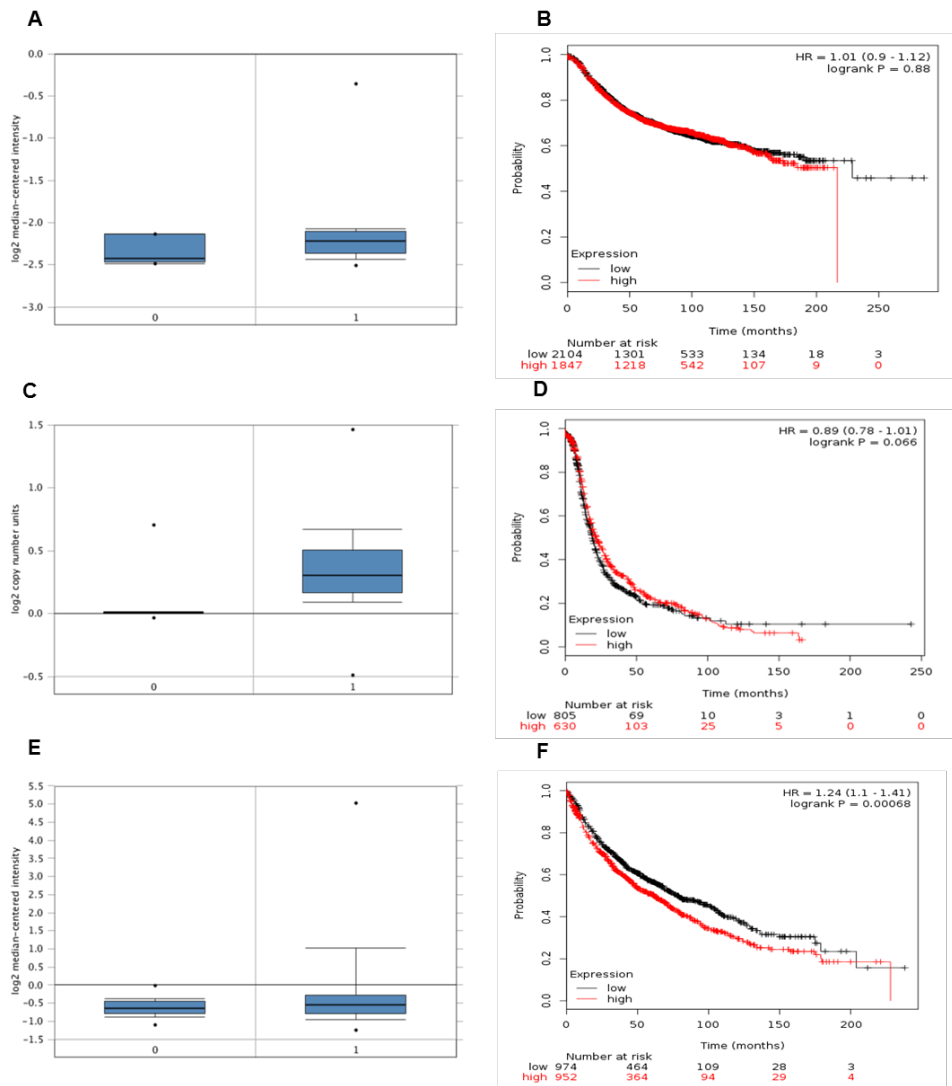 A
log2 median-centered intensity
0.0
−0.5
−1.0
−1.5
−2.0
−2.5
−3.0
0 1
B
HR = 1.01 (0.9 - 1.12)
logrank P = 0.88
Probability
1.0
0.8
0.6
0.4
0.2
0.0
Expression
low
high
0 50 100 150 200 250
Time (months)
Number at risk
low 2104 1301 533 134 18 3
high 1847 1218 542 107 9 0
C
log2 copy number units
1.5
1.0
0.5
0.0
−0.5
0 1
D
HR = 0.89 (0.78 - 1.01)
logrank P = 0.066
Probability
1.0
0.8
0.6
0.4
0.2
0.0
Expression
low
high
0 50 100 150 200 250
Time (months)
Number at risk
low 805 69 10 3 1 0
high 630 103 25 5 0 0
E
log2 median-centered intensity
5.5
5.0
4.5
4.0
3.5
3.0
2.5
2.0
1.5
1.0
0.5
0.0
−0.5
−1.0
−1.5
0 1
F
HR = 1.24 (1.1 - 1.41)
logrank P = 0.00068
Probability
1.0
0.8
0.6
0.4
0.2
0.0
Expression
low
high
0 50 100 150 200
Time (months)
Number at risk
low 974 464 109 28 3
high 952 364 94 29 4